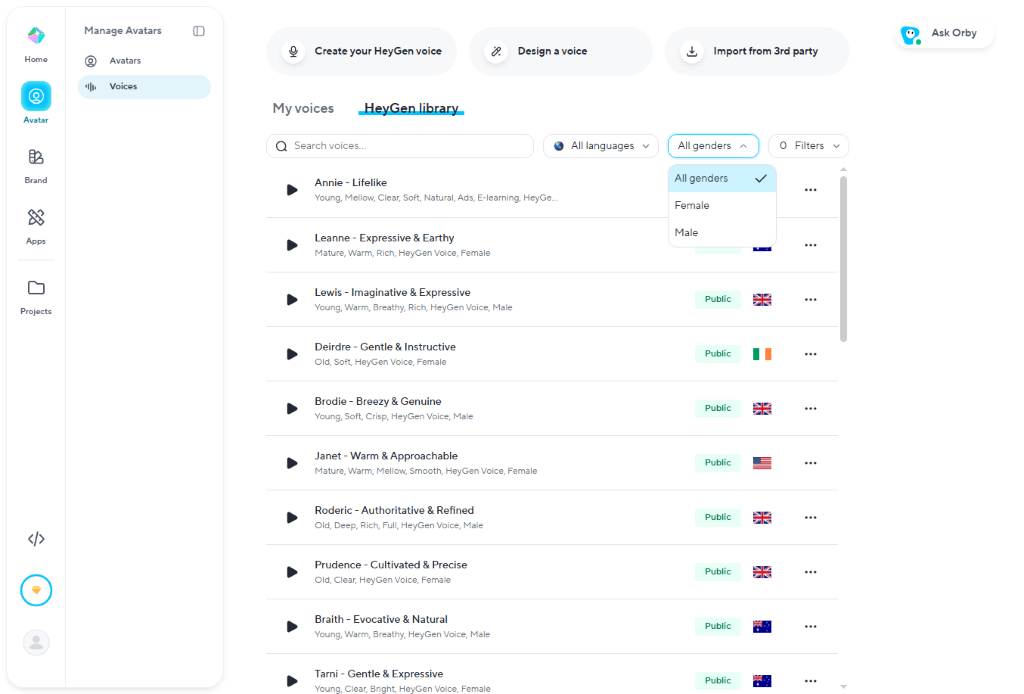 Home
Avatar
Brand
Apps
Projects
Manage Avatars
Avatars
Voices
Create your HeyGen voice
Design a voice
Import from 3rd party
Ask Orby
My voices
HeyGen library
Search voices...
All languages
All genders
0 Filters
All genders
Female
Male
Annie - Lifelike
Young, Mellow, Clear, Soft, Natural, Ads, E-learning, HeyGe...
Leanne - Expressive & Earthy
Mature, Warm, Rich, HeyGen Voice, Female
Lewis - Imaginative & Expressive
Young, Warm, Breathy, Rich, HeyGen Voice, Male
Public
Deirdre - Gentle & Instructive
Old, Soft, HeyGen Voice, Female
Public
Brodie - Breezy & Genuine
Young, Soft, Crisp, HeyGen Voice, Male
Public
Janet - Warm & Approachable
Mature, Warm, Mellow, Smooth, HeyGen Voice, Female
Public
Roderic - Authoritative & Refined
Old, Deep, Rich, Full, HeyGen Voice, Male
Public
Prudence - Cultivated & Precise
Old, Clear, HeyGen Voice, Female
Public
Braith - Evocative & Natural
Young, Warm, Breathy, HeyGen Voice, Male
Public
Tarni - Gentle & Expressive
Young, Clear, Bright, HeyGen Voice, Female
Public